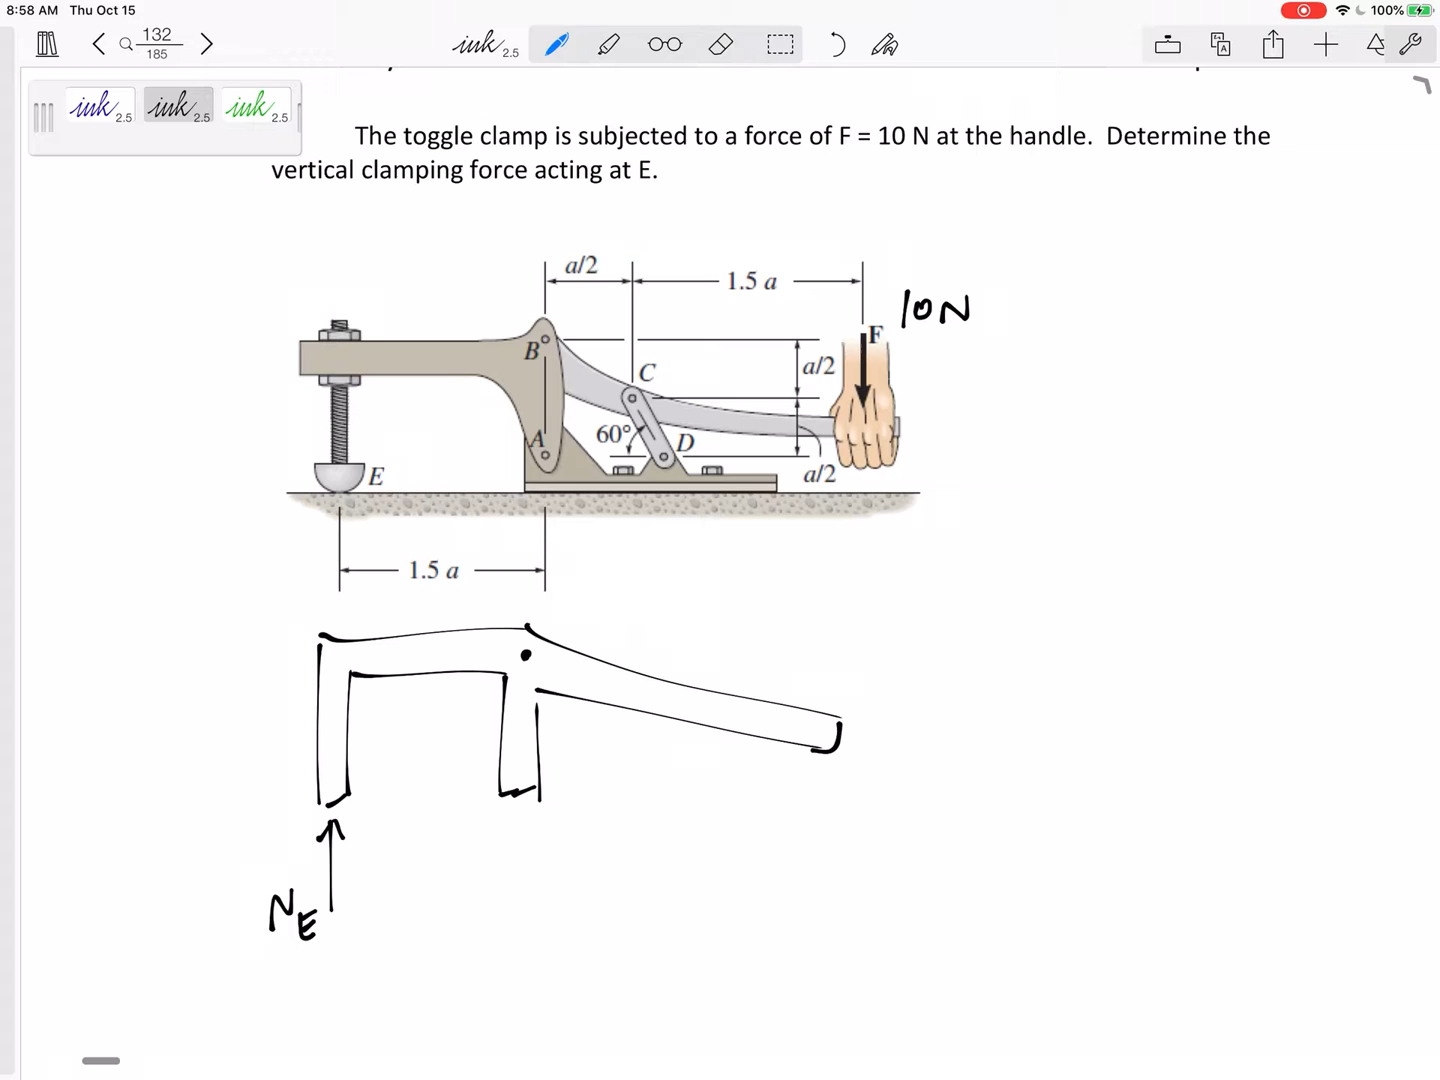 8:58 AM Thu Oct 15
100%
132
185
ink 2.5
ink 2.5
ink 2.5
ink 2.5
The toggle clamp is subjected to a force of F = 10 N at the handle. Determine the
vertical clamping force acting at E.
a/2
1.5 a
10N
F
B
a/2
C
60°
A
D
E
a/2
1.5 a
NE